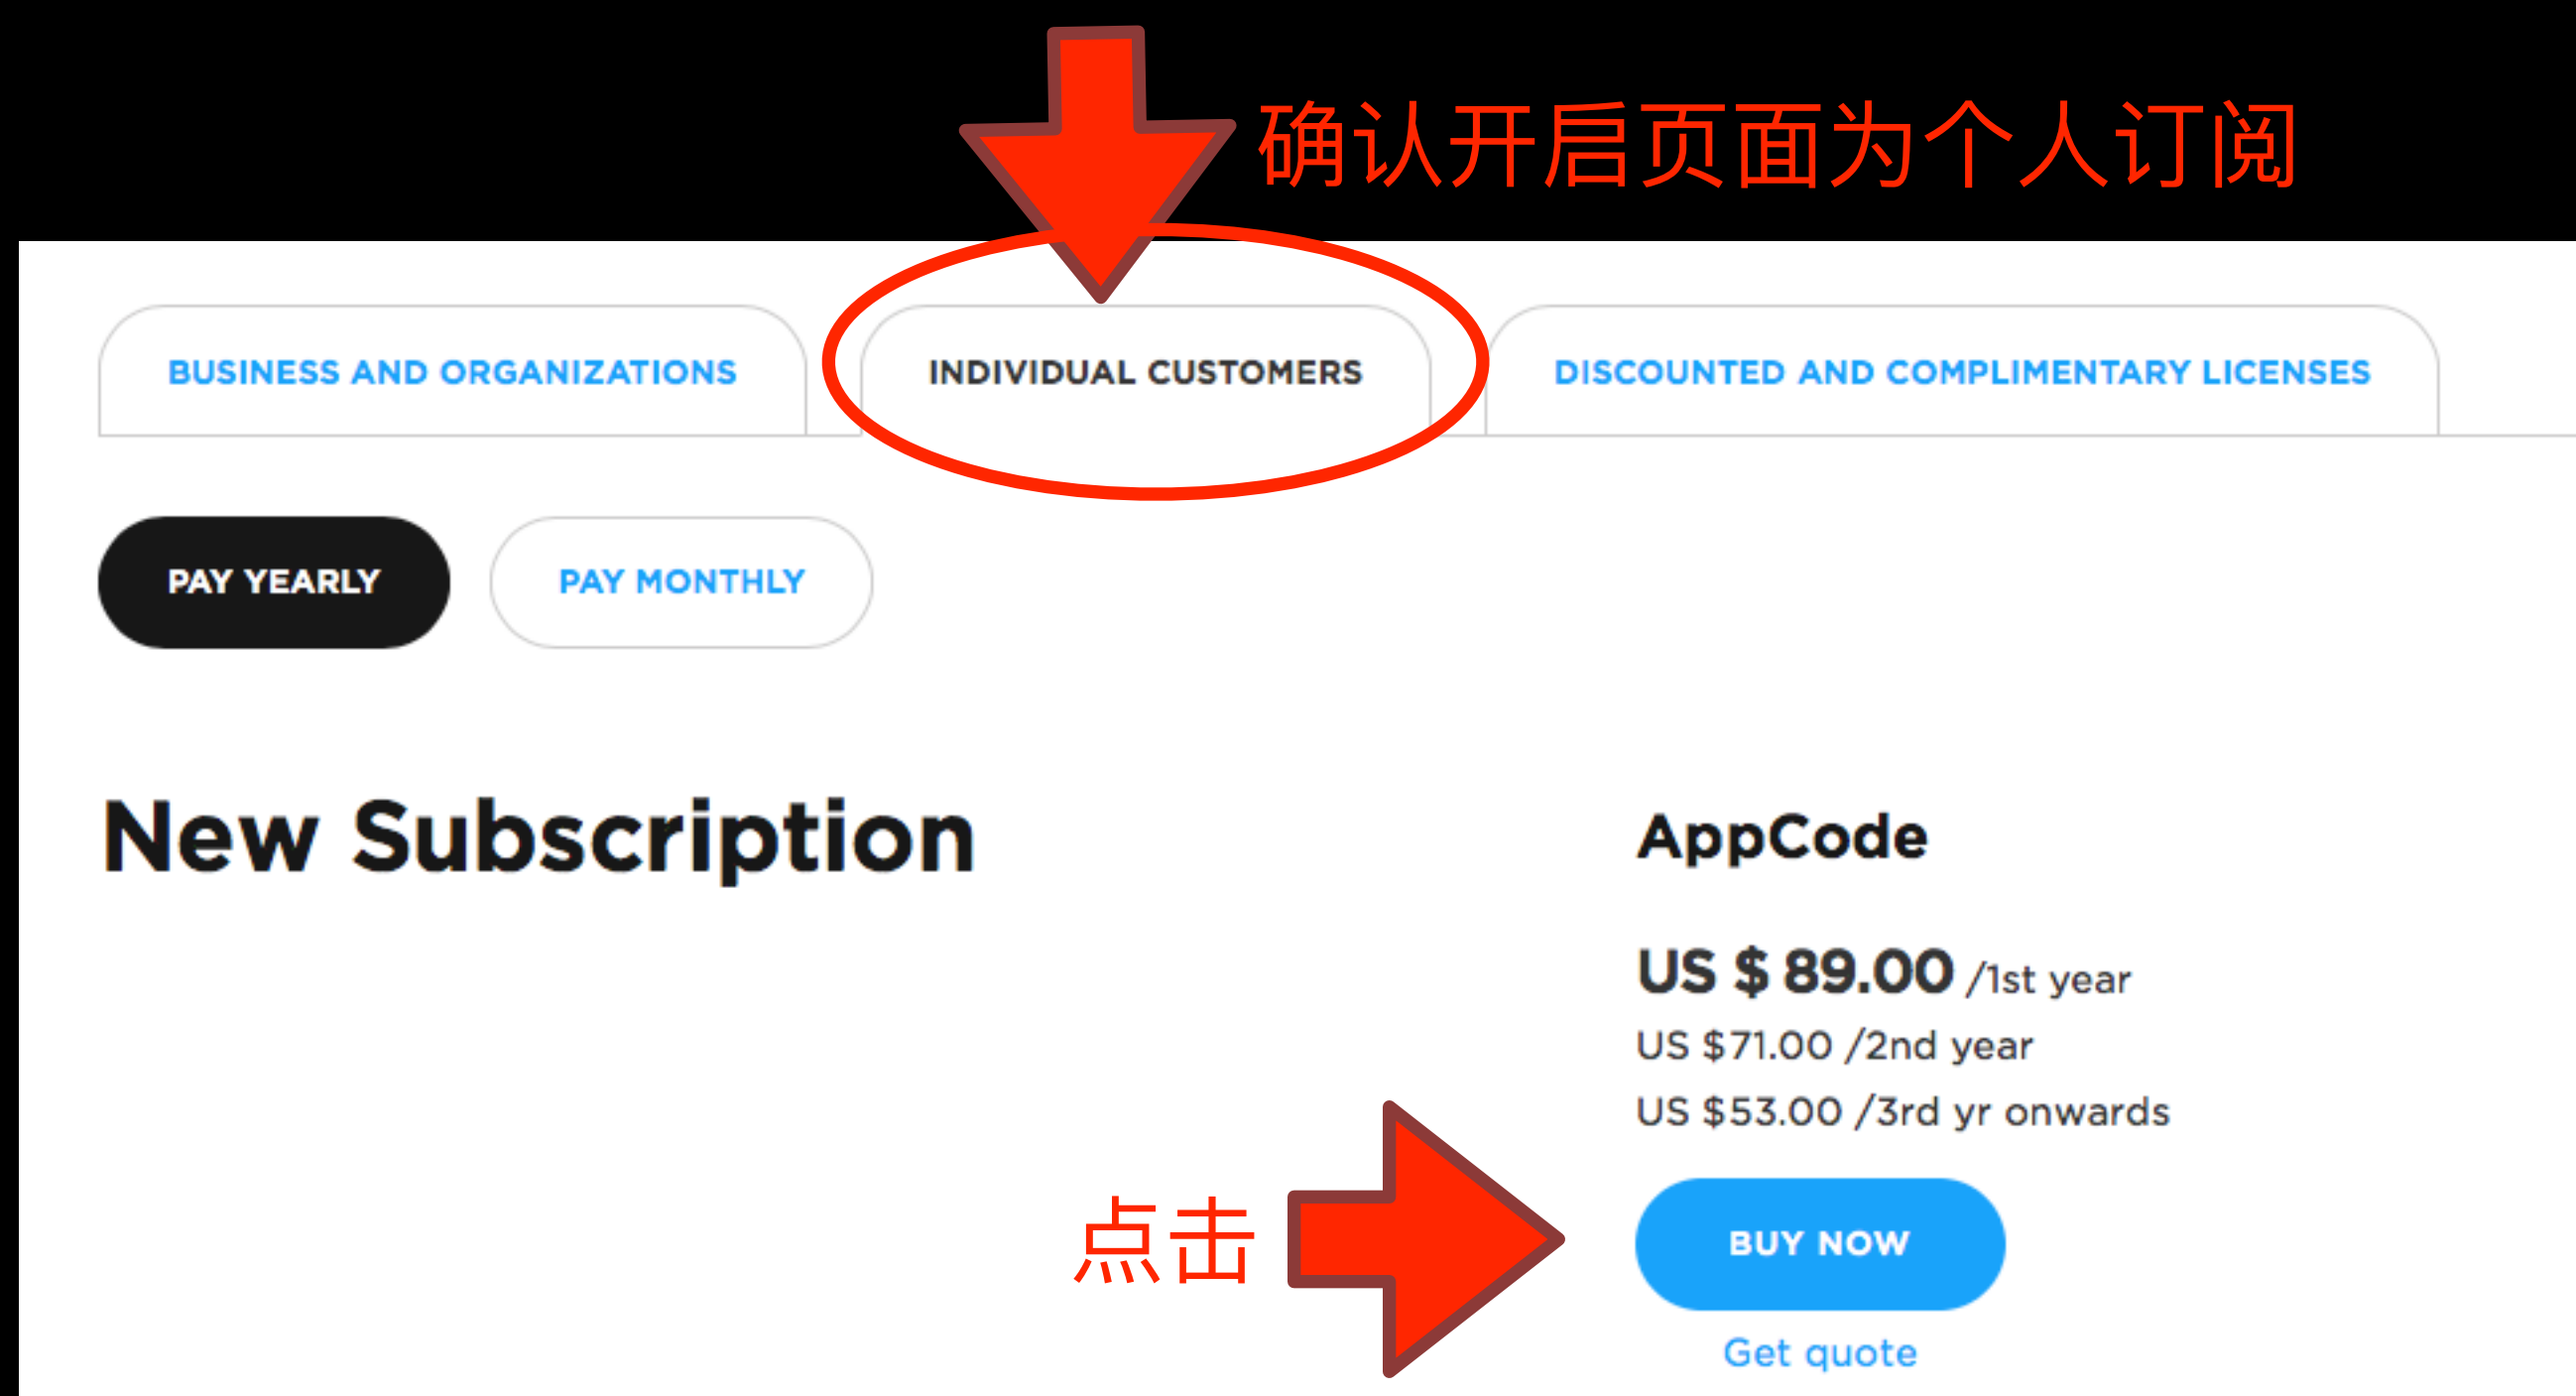 确认开启页面为个人订阅
BUSINESS AND ORGANIZATIONS
INDIVIDUAL CUSTOMERS
DISCOUNTED AND COMPLIMENTARY LICENSES
PAY YEARLY
PAY MONTHLY
New Subscription
AppCode
US $ 89.00 /1st year
US $71.00 /2nd year
US $53.00 /3rd yr onwards
点击
BUY NOW
Get quote